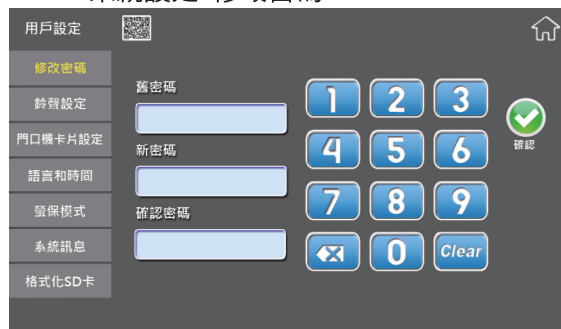 用戶設定
修改密碼
鈴聲設定
門口機卡片設定
語言和時間
螢保模式
系統訊息
格式化SD卡
舊密碼
新密碼
確認密碼
1 2 3
4 5 6
7 8 9
0 Clear
確認